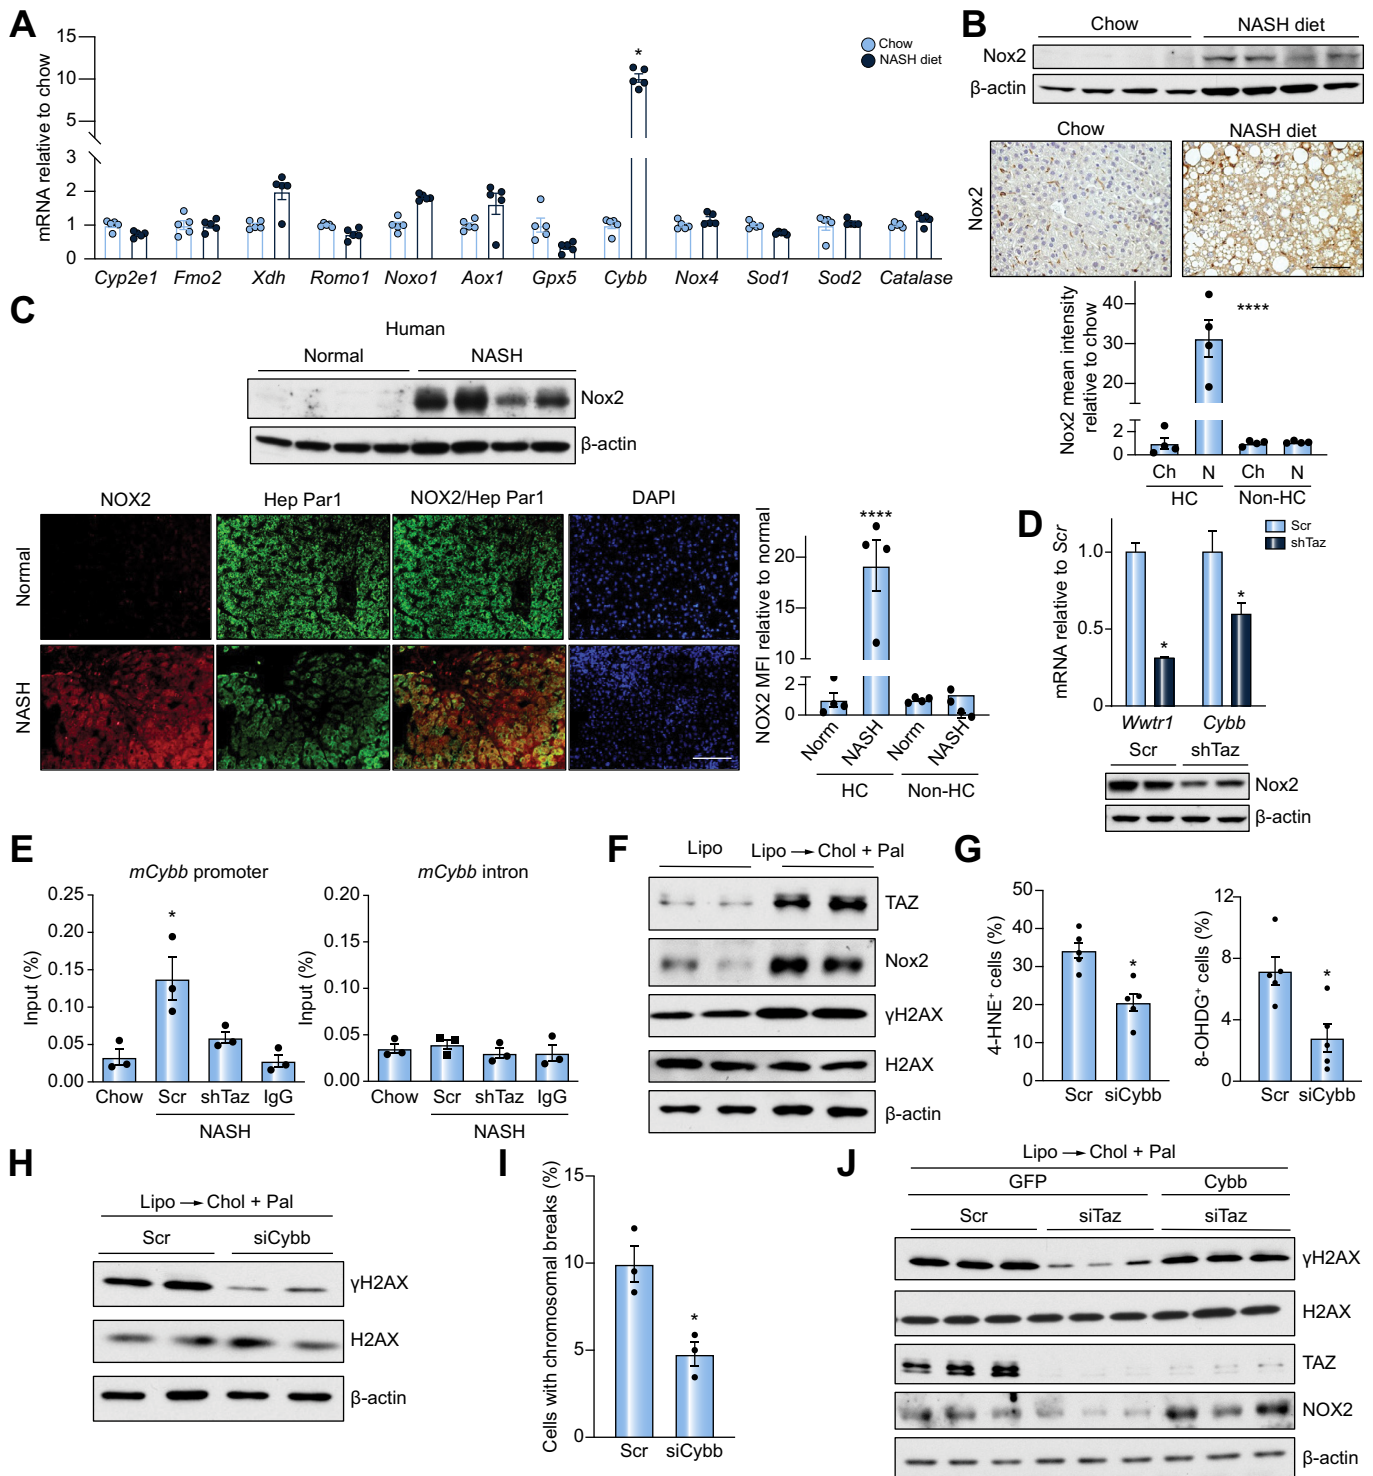 A
mRNA relative to chow
15
10
5
3
2
1
0
Chow
NASH diet
*
Cyp2e1 Fmo2 Xdh Romo1 Noxo1 Aox1 Gpx5 Cybb Nox4 Sod1 Sod2 Catalase
B
Chow NASH diet
Nox2
β-actin
Chow NASH diet
Nox2
Nox2 mean intensity
relative to chow
40
30
20
2
0
****
Ch N Ch N
HC Non-HC
C
Human
Normal NASH
Nox2
β-actin
NOX2 Hep Par1 NOX2/Hep Par1 DAPI
Normal
NASH
NOX2 MFI relative to normal
20
15
10
2
0
****
Norm NASH Norm NASH
HC Non-HC
D
mRNA relative to Scr
1.0
0.5
0
Scr
shTaz
*
*
Wwtr1 Cybb
Scr shTaz
Nox2
β-actin
E
mCybb promoter
Input (%)
0.25
0.20
0.15
0.10
0.05
0.00
*
Chow Scr shTaz IgG
NASH
mCybb intron
Input (%)
0.20
0.15
0.10
0.05
0.00
Chow Scr shTaz IgG
NASH
F
Lipo Lipo → Chol + Pal
TAZ
Nox2
γH2AX
H2AX
β-actin
G
4-HNE+ cells (%)
50
40
30
20
10
0
*
Scr siCybb
8-OHDG+ cells (%)
12
8
4
0
*
Scr siCybb
H
Lipo → Chol + Pal
Scr siCybb
γH2AX
H2AX
β-actin
I
Cells with chromosomal breaks (%)
15
10
5
0
*
Scr siCybb
J
Lipo → Chol + Pal
GFP Cybb
Scr siTaz siTaz
γH2AX
H2AX
TAZ
NOX2
β-actin